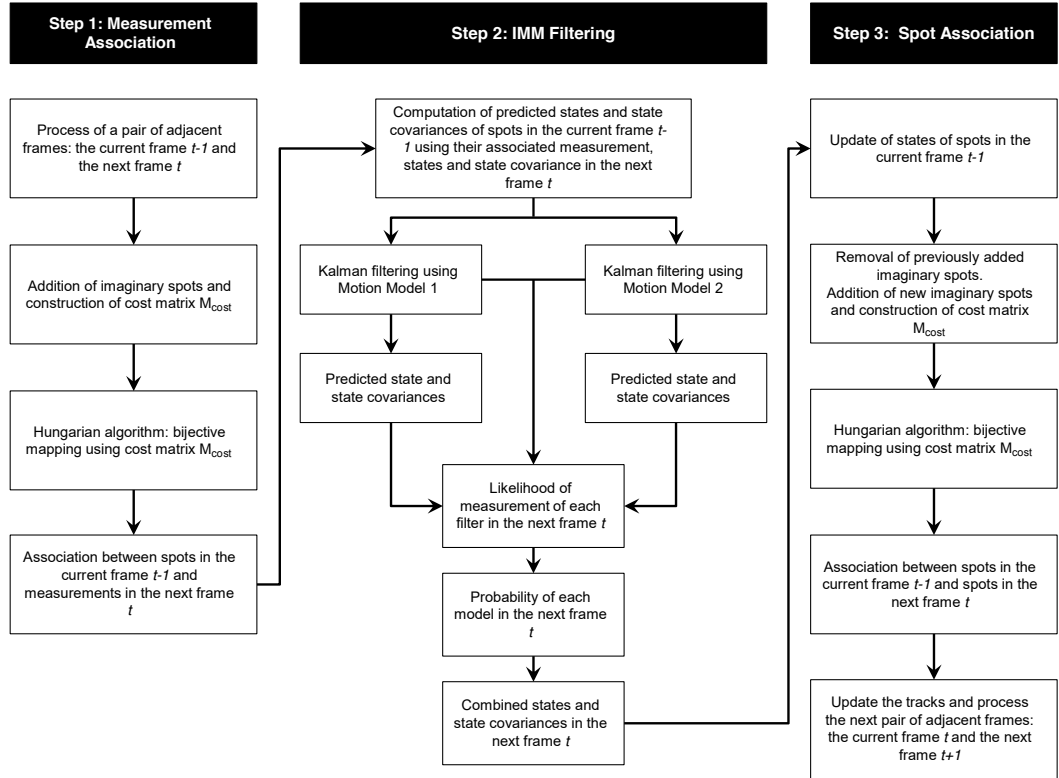 Step 1: Measurement
Association
Process of a pair of adjacent
frames: the current frame t-1 and
the next frame t
Addition of imaginary spots and
construction of cost matrix Mcost
Hungarian algorithm: bijective
mapping using cost matrix Mcost
Association between spots in the
current frame t-1 and
measurements in the next frame
t
Step 2: IMM Filtering
Computation of predicted states and state
covariances of spots in the current frame t-
1 using their associated measurement,
states and state covariance in the next
frame t
Kalman filtering using
Motion Model 1
Kalman filtering using
Motion Model 2
Predicted state and
state covariances
Predicted state and
state covariances
Likelihood of
measurement of each
filter in the next frame t
Probability of each
model in the next frame
t
Combined states and
state covariances in the
next frame t
Step 3:  Spot Association
Update of states of spots in the
current frame t-1
Removal of previously added
imaginary spots.
Addition of new imaginary spots
and construction of cost matrix
Mcost
Hungarian algorithm: bijective
mapping using cost matrix Mcost
Association between spots in the
current frame t-1 and spots in the
next frame t
Update the tracks and process
the next pair of adjacent frames:
the current frame t and the next
frame t+1